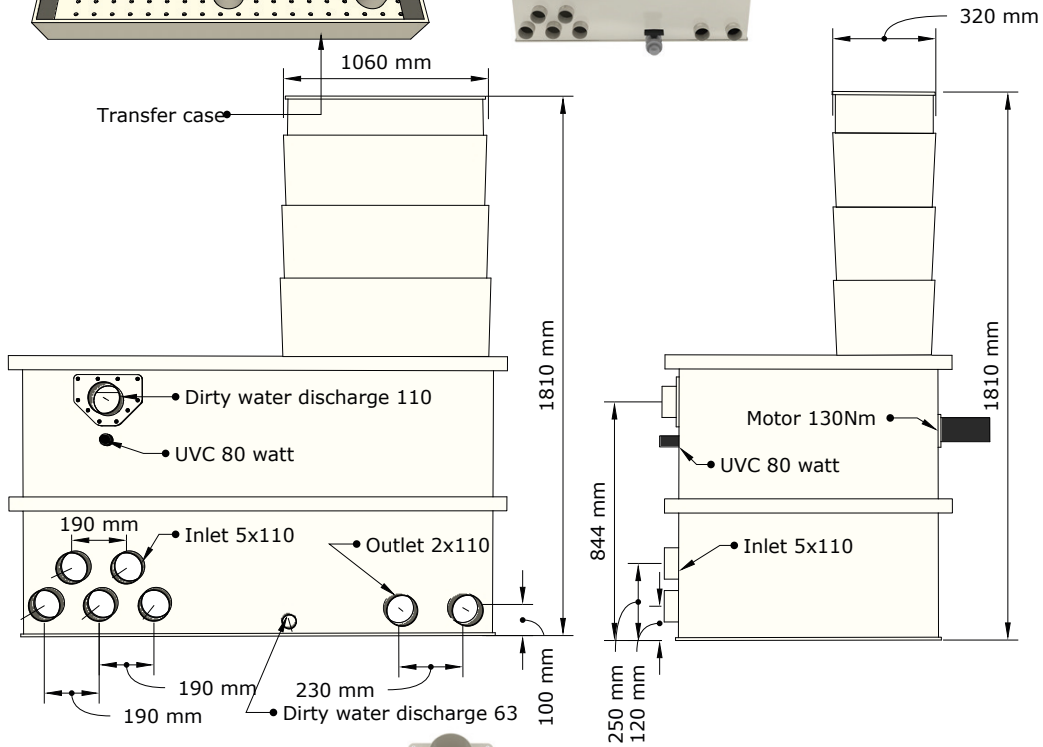 320 mm
1060 mm
Transfer case
1810 mm
1810 mm
Dirty water discharge 110
UVC 80 watt
Motor 130Nm
UVC 80 watt
844 mm
190 mm
Inlet 5x110
Outlet 2x110
Inlet 5x110
190 mm
230 mm
190 mm
Dirty water discharge 63
100 mm
250 mm
120 mm